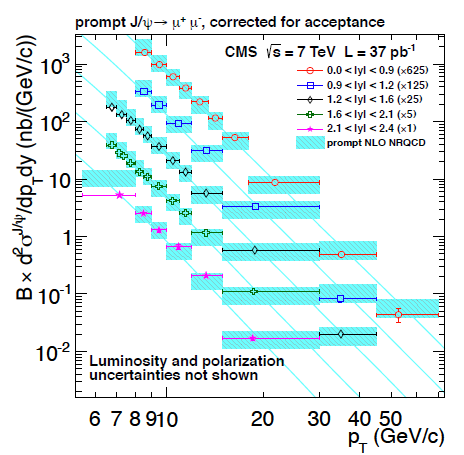 prompt J/ψ→ μ⁺ μ⁻, corrected for acceptance
CMS √s = 7 TeV L = 37 pb⁻¹
0.0 < |y| < 0.9 (×625)
0.9 < |y| < 1.2 (×125)
1.2 < |y| < 1.6 (×25)
1.6 < |y| < 2.1 (×5)
2.1 < |y| < 2.4 (×1)
prompt NLO NRQCD
B × d²σ^J/ψ/dp_T dy (nb/(GeV/c))
10³
10²
10
1
10⁻¹
10⁻²
Luminosity and polarization
uncertainties not shown
6 7 8 9 10 20 30 40 50
p_T (GeV/c)